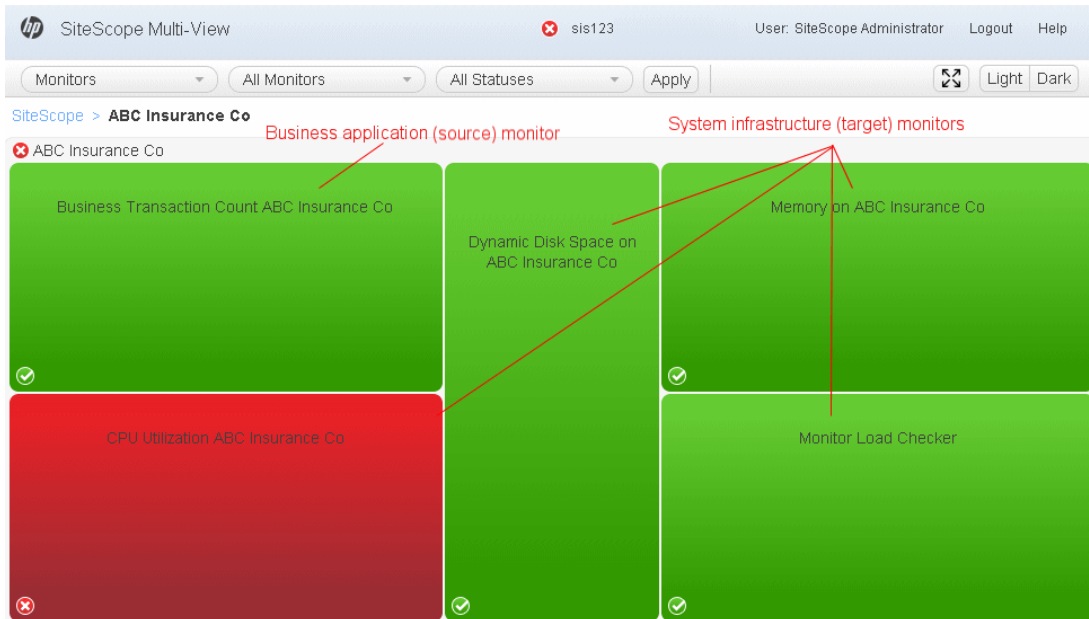 hp SiteScope Multi-View sis123 User: SiteScope Administrator Logout Help
Monitors All Monitors All Statuses Apply Light Dark
SiteScope > ABC Insurance Co
Business application (source) monitor
System infrastructure (target) monitors
ABC Insurance Co
Business Transaction Count ABC Insurance Co
Dynamic Disk Space on
ABC Insurance Co
Memory on ABC Insurance Co
CPU Utilization ABC Insurance Co
Monitor Load Checker